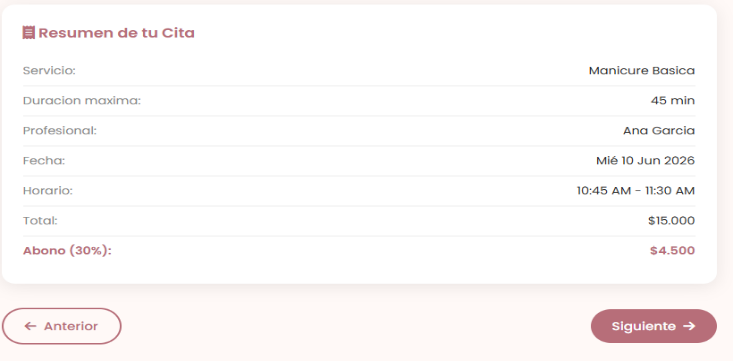 Resumen de tu Cita
Servicio: Manicure Basica
Duracion maxima: 45 min
Profesional: Ana Garcia
Fecha: Mié 10 Jun 2026
Horario: 10:45 AM - 11:30 AM
Total: $15.000
Abono (30%): $4.500
← Anterior
Siguiente →